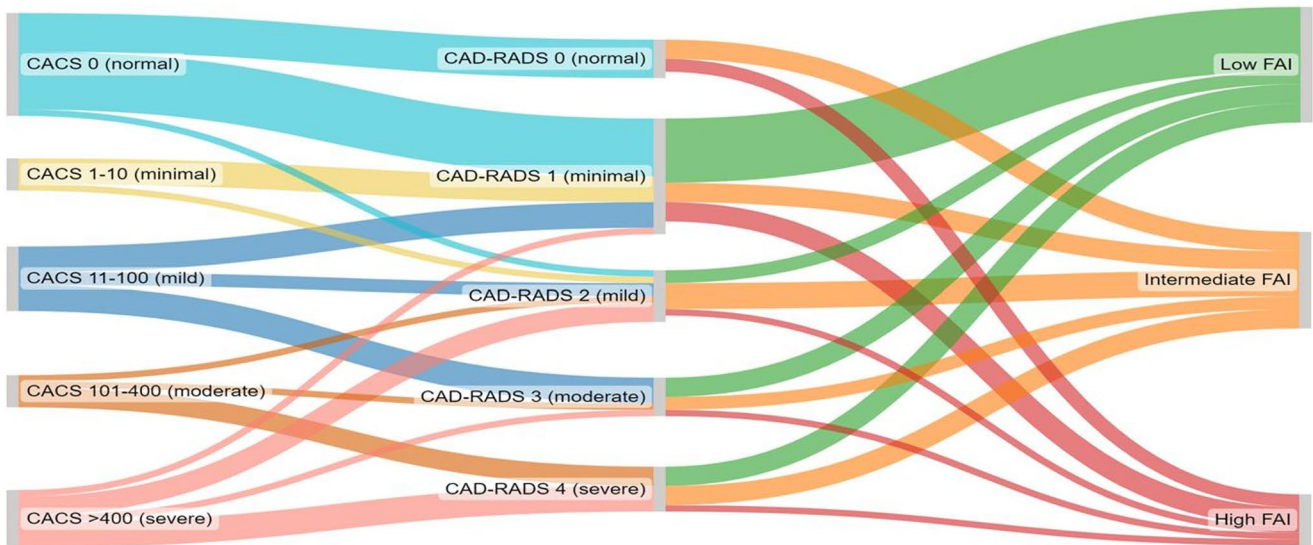 CACS 0 (normal)
CACS 1-10 (minimal)
CACS 11-100 (mild)
CACS 101-400 (moderate)
CACS >400 (severe)
CAD-RADS 0 (normal)
CAD-RADS 1 (minimal)
CAD-RADS 2 (mild)
CAD-RADS 3 (moderate)
CAD-RADS 4 (severe)
Low FAI
Intermediate FAI
High FAI